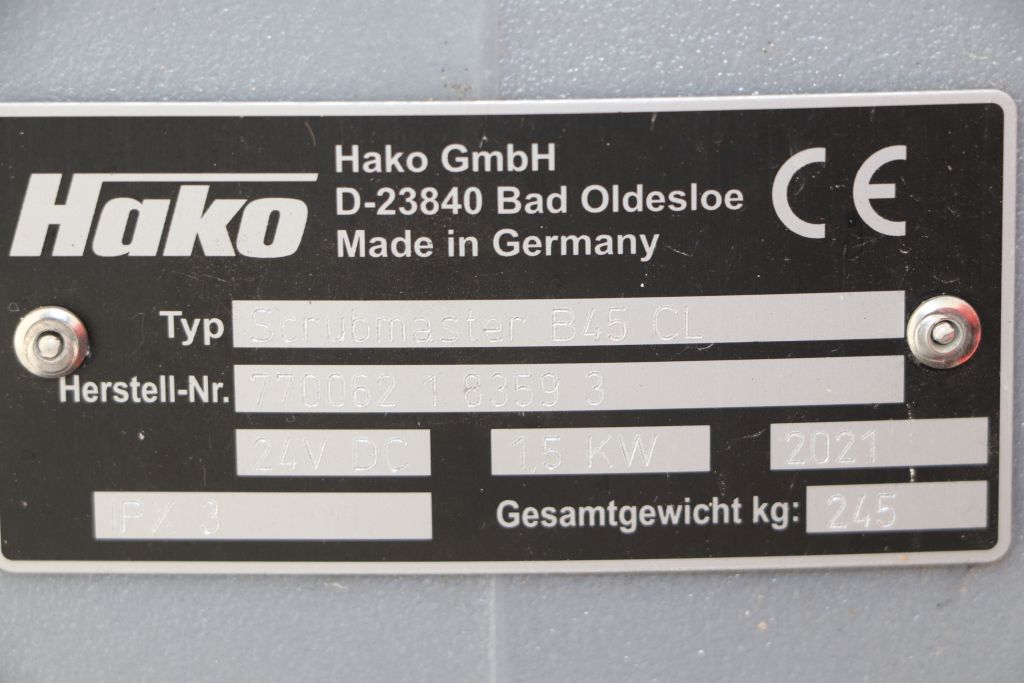 Hako
Hako GmbH
D-23840 Bad Oldesloe
Made in Germany
CE
Typ Scrubmaster B45 CL
Herstell-Nr. 770062 1 8359 3
24V DC 1,5 KW 2021
IPX 3 Gesamtgewicht kg: 245